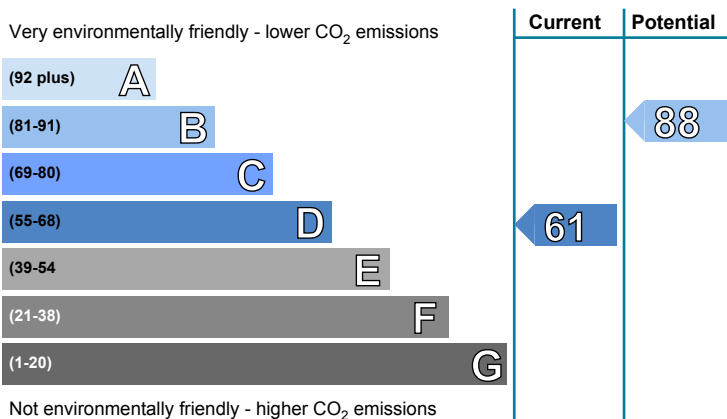 Current Potential
Very environmentally friendly - lower CO2 emissions
(92 plus) A
(81-91) B 88
(69-80) C
(55-68) D 61
(39-54 E
(21-38) F
(1-20) G
Not environmentally friendly - higher CO2 emissions